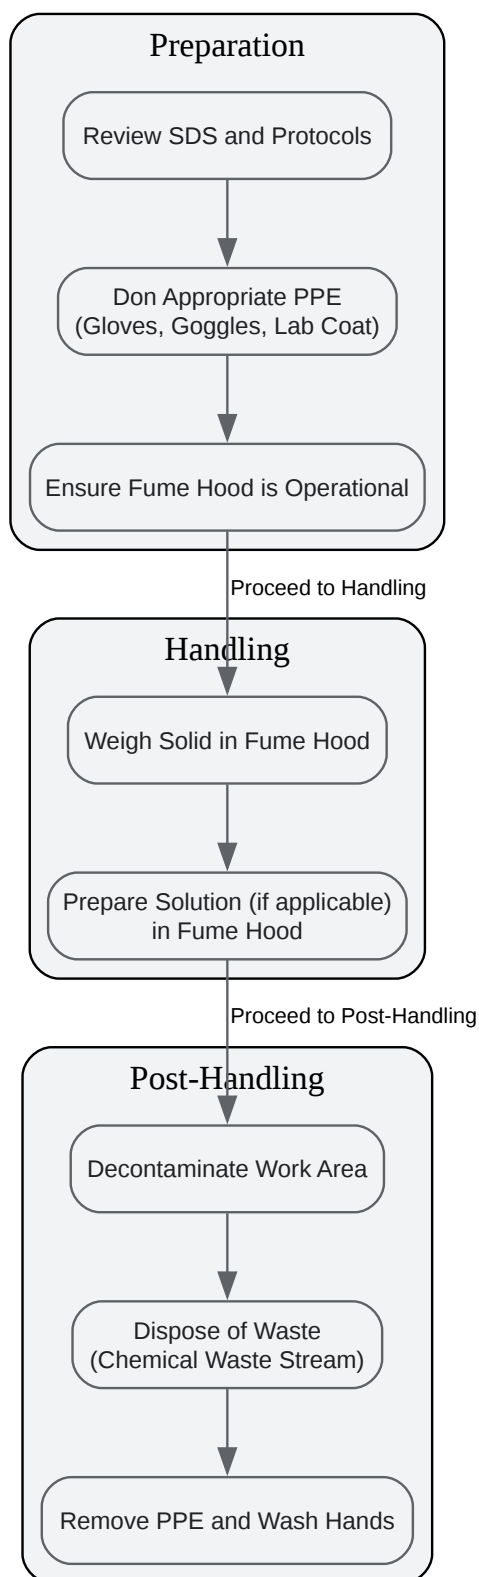 Preparation
Review SDS and Protocols
Don Appropriate PPE
(Gloves, Goggles, Lab Coat)
Ensure Fume Hood is Operational
Proceed to Handling
Handling
Weigh Solid in Fume Hood
Prepare Solution (if applicable)
in Fume Hood
Proceed to Post-Handling
Post-Handling
Decontaminate Work Area
Dispose of Waste
(Chemical Waste Stream)
Remove PPE and Wash Hands